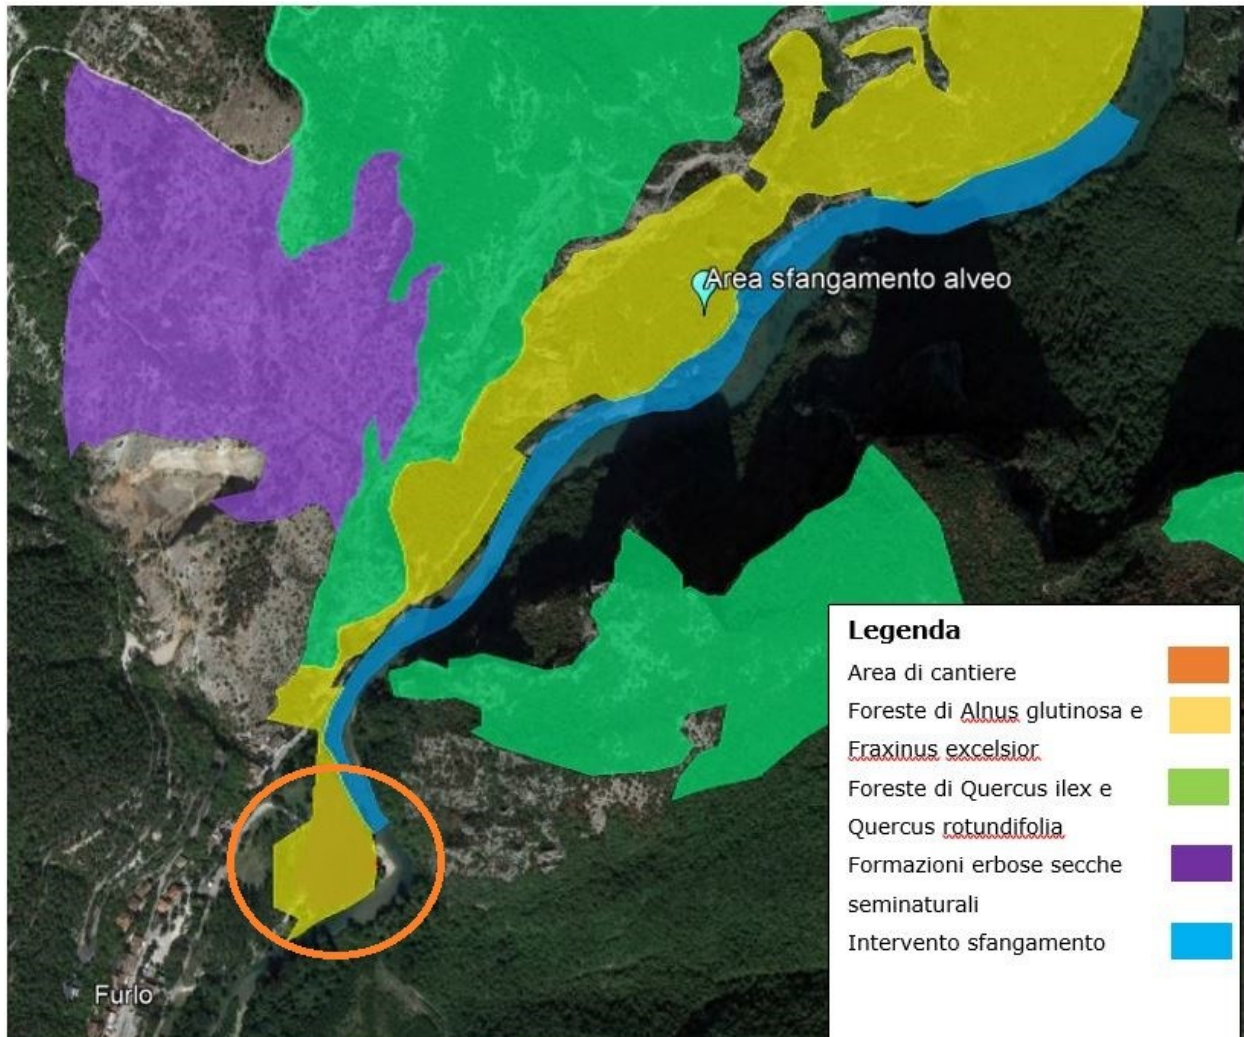 Area sfangamento alveo
Legenda
Area di cantiere
Foreste di Alnus glutinosa e
Fraxinus excelsior
Foreste di Quercus ilex e
Quercus rotundifolia
Formazioni erbose secche
seminaturali
Intervento sfangamento
Furlo